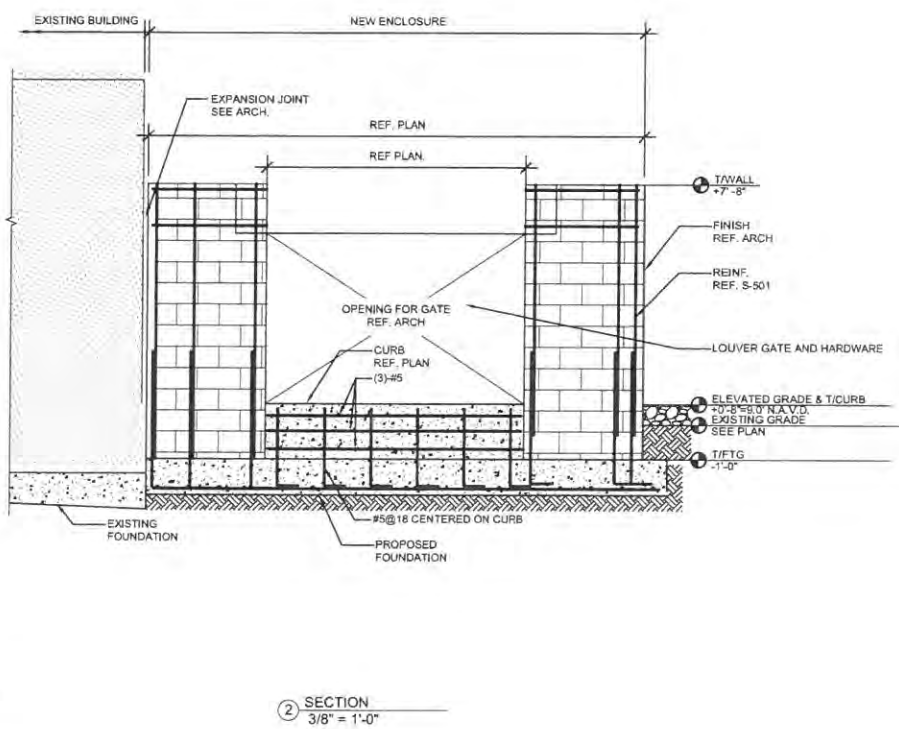 EXISTING BUILDING
NEW ENCLOSURE
EXPANSION JOINT
SEE ARCH.
REF. PLAN
REF PLAN.
T/WALL
+7'-8"
FINISH
REF. ARCH
REINF.
REF. S-501
OPENING FOR GATE
REF. ARCH
CURB
REF. PLAN
(3)-#5
LOUVER GATE AND HARDWARE
ELEVATED GRADE & T/CURB
+0'-8"=9.0' N.A.V.D.
EXISTING GRADE
SEE PLAN
T/FTG
-1'-0"
#5@18 CENTERED ON CURB
EXISTING
FOUNDATION
PROPOSED
FOUNDATION
2 SECTION
3/8" = 1'-0"